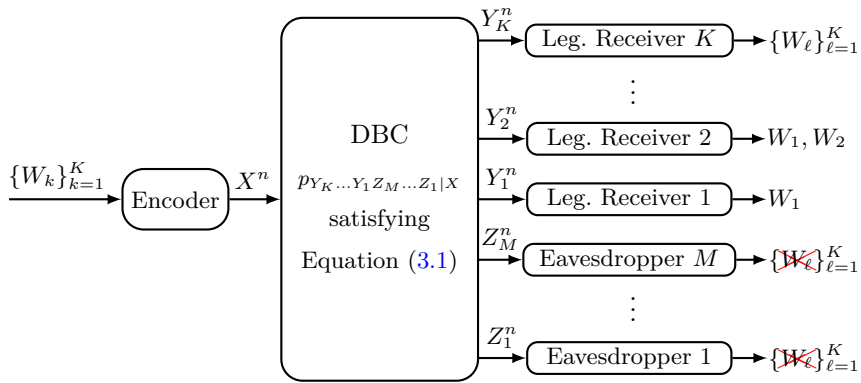 Y_K^n Leg. Receiver K {W_ℓ}_{ℓ=1}^K
⋮
Y_2^n Leg. Receiver 2 W_1, W_2
{W_k}_{k=1}^K Encoder X^n
DBC
p_{Y_K...Y_1 Z_M...Z_1|X}
satisfying
Equation (3.1)
Y_1^n Leg. Receiver 1 W_1
Z_M^n Eavesdropper M {W_ℓ}_{ℓ=1}^K
⋮
Z_1^n Eavesdropper 1 {W_ℓ}_{ℓ=1}^K